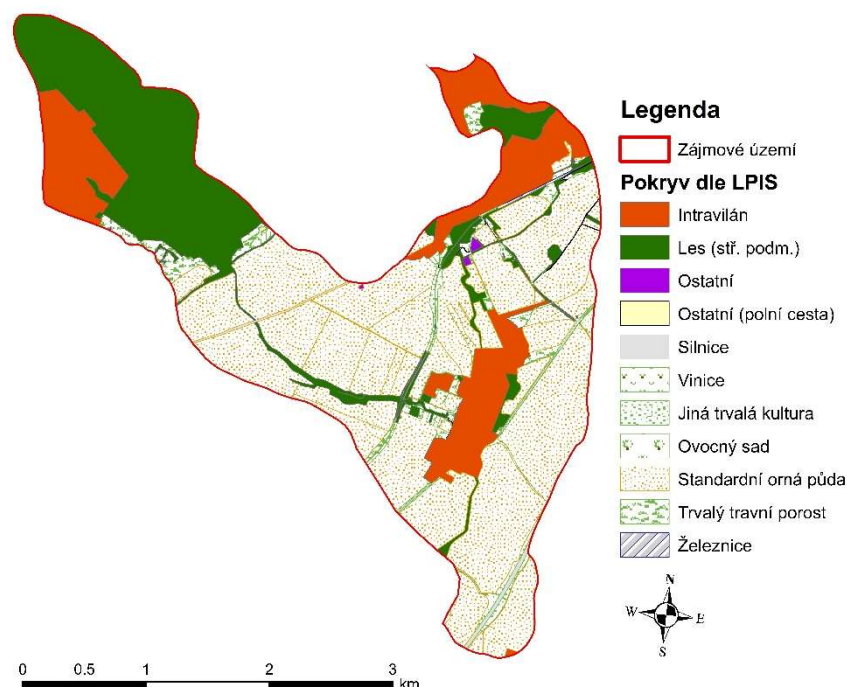 Legenda
Zájmové území
Pokryv dle LPIS
Intravilán
Les (stř. podm.)
Ostatní
Ostatní (polní cesta)
Silnice
Vinice
Jiná trvalá kultura
Ovocný sad
Standardní orná půda
Trvalý travní porost
Železnice
N
W E
S
0 0.5 1 2 3
km